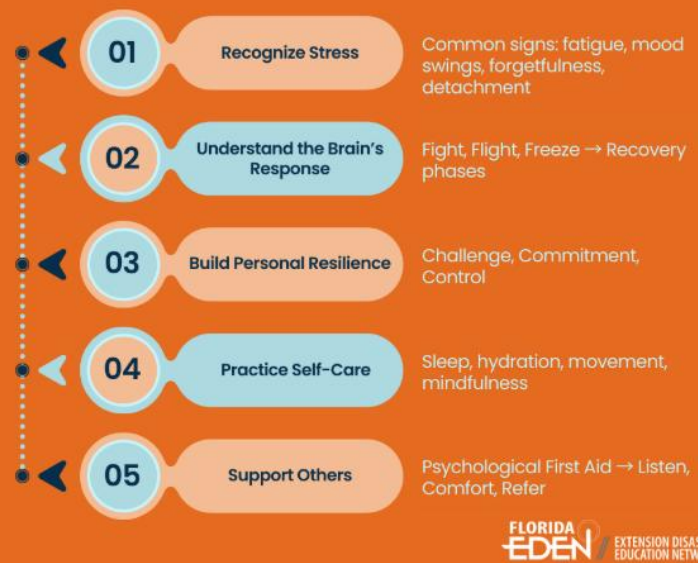 01
Recognize Stress
Common signs: fatigue, mood
swings, forgetfulness,
detachment
02
Understand the Brain's
Response
Fight, Flight, Freeze → Recovery
phases
03
Build Personal Resilience
Challenge, Commitment,
Control
04
Practice Self-Care
Sleep, hydration, movement,
mindfulness
05
Support Others
Psychological First Aid → Listen,
Comfort, Refer
FLORIDA
EDEN
EXTENSION
EDUCATION